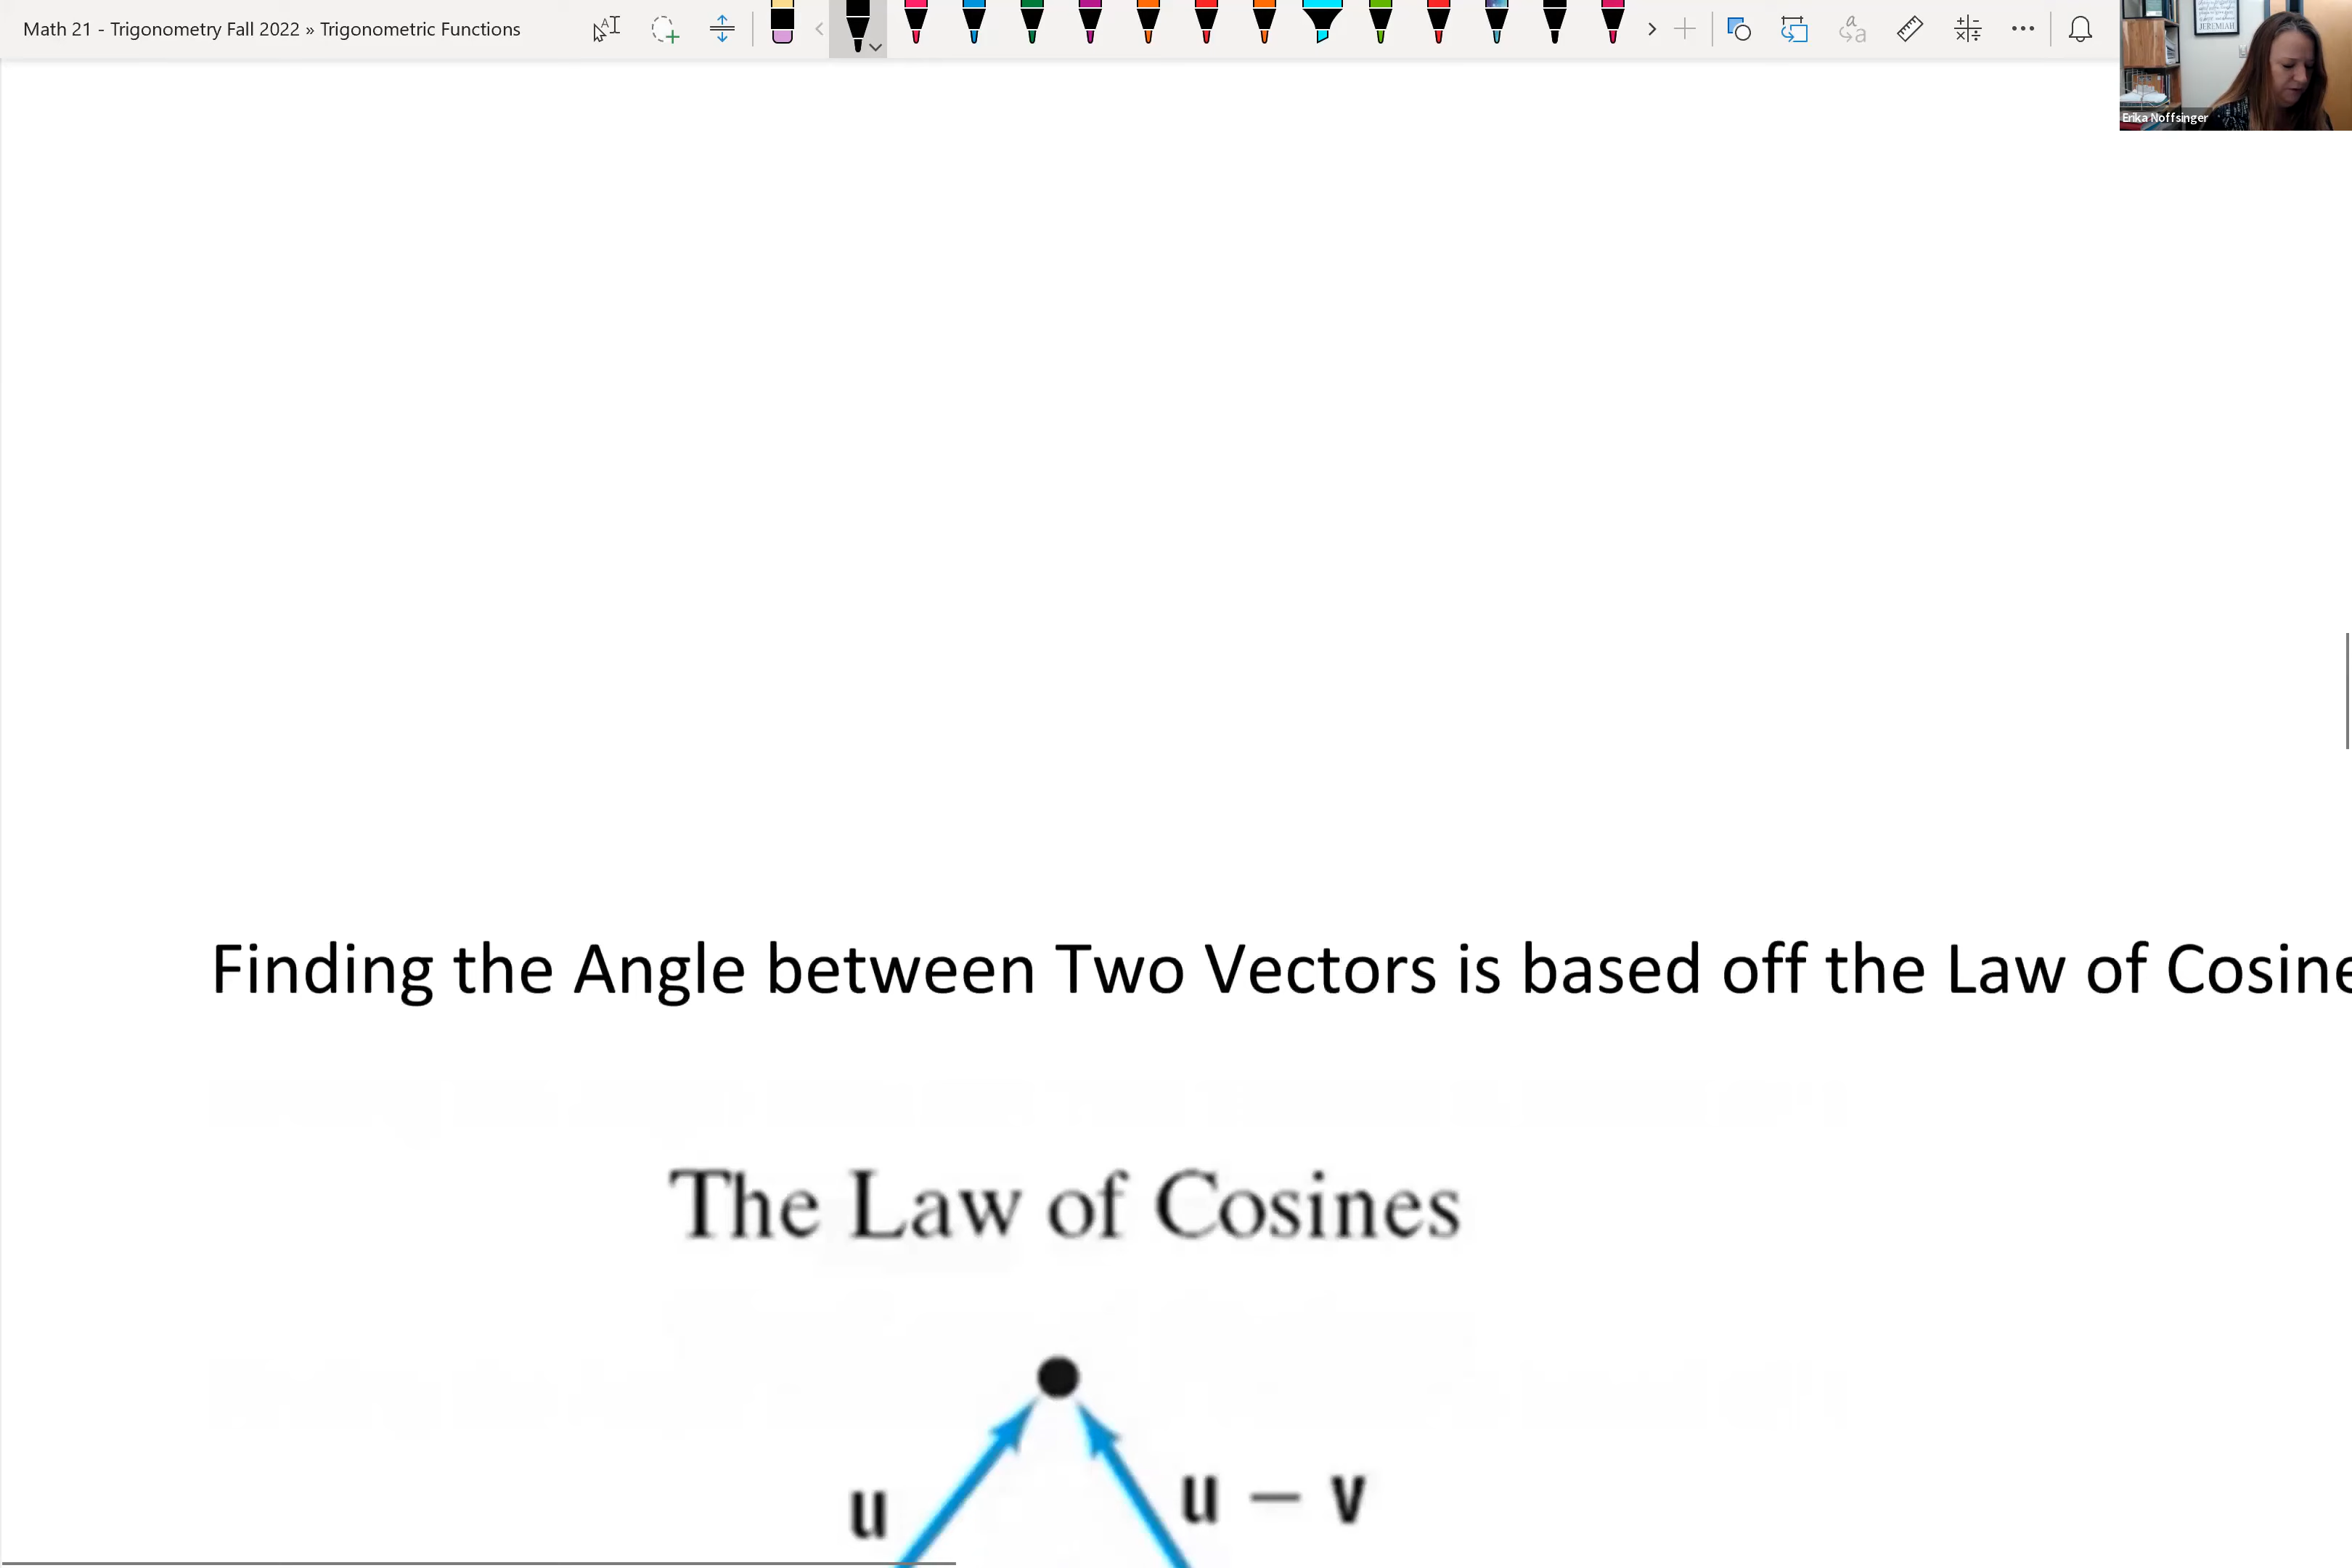 Math 21 - Trigonometry Fall 2022 » Trigonometric Functions
JEREMIAH
Erika Noffsinger
Finding the Angle between Two Vectors is based off the Law of Cosine
The Law of Cosines
u
u − v